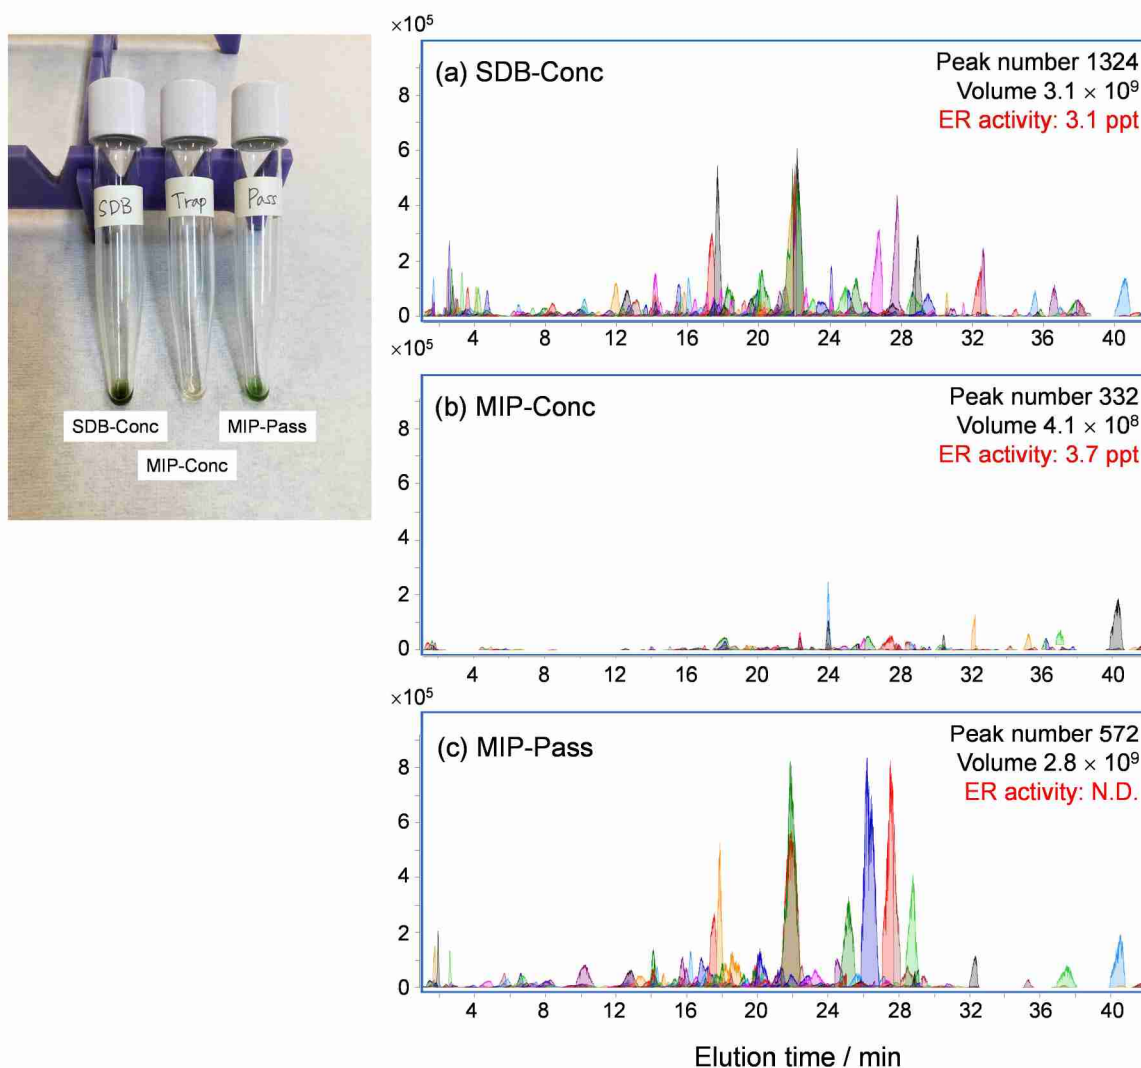 SDB
Trap
Pass
SDB-Conc
MIP-Pass
MIP-Conc
×10⁵
(a) SDB-Conc
Peak number 1324
Volume 3.1 × 10⁹
ER activity: 3.1 ppt
8
6
4
2
0
4 8 12 16 20 24 28 32 36 40
×10⁵
(b) MIP-Conc
Peak number 332
Volume 4.1 × 10⁸
ER activity: 3.7 ppt
8
6
4
2
0
4 8 12 16 20 24 28 32 36 40
×10⁵
(c) MIP-Pass
Peak number 572
Volume 2.8 × 10⁹
ER activity: N.D.
8
6
4
2
0
4 8 12 16 20 24 28 32 36 40
Elution time / min